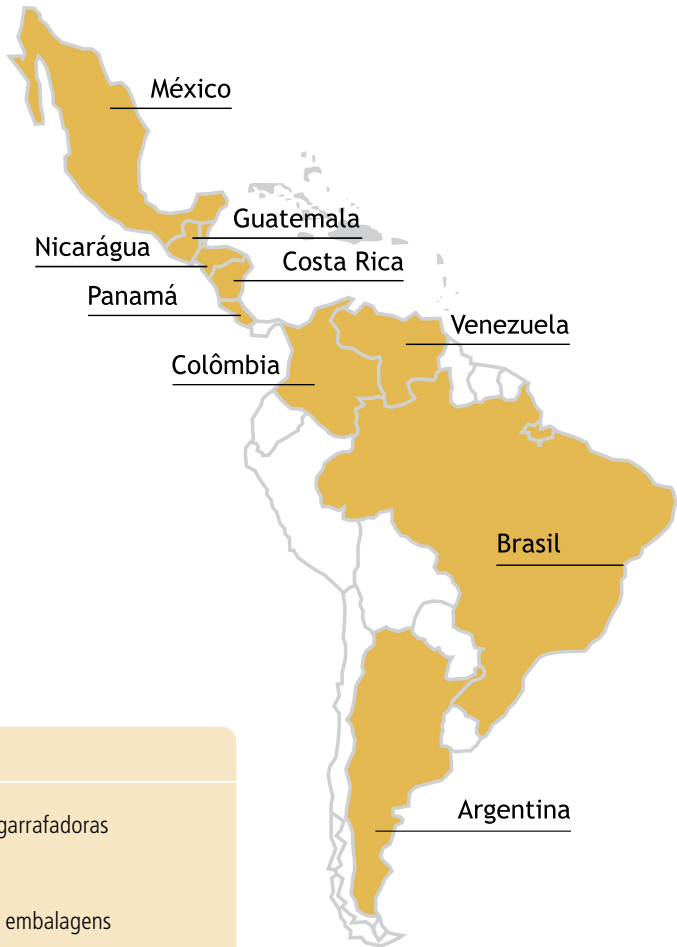 México
Guatemala
Nicarágua
Costa Rica
Panamá
Venezuela
Colômbia
Brasil
Argentina
garrafadoras
embalagens